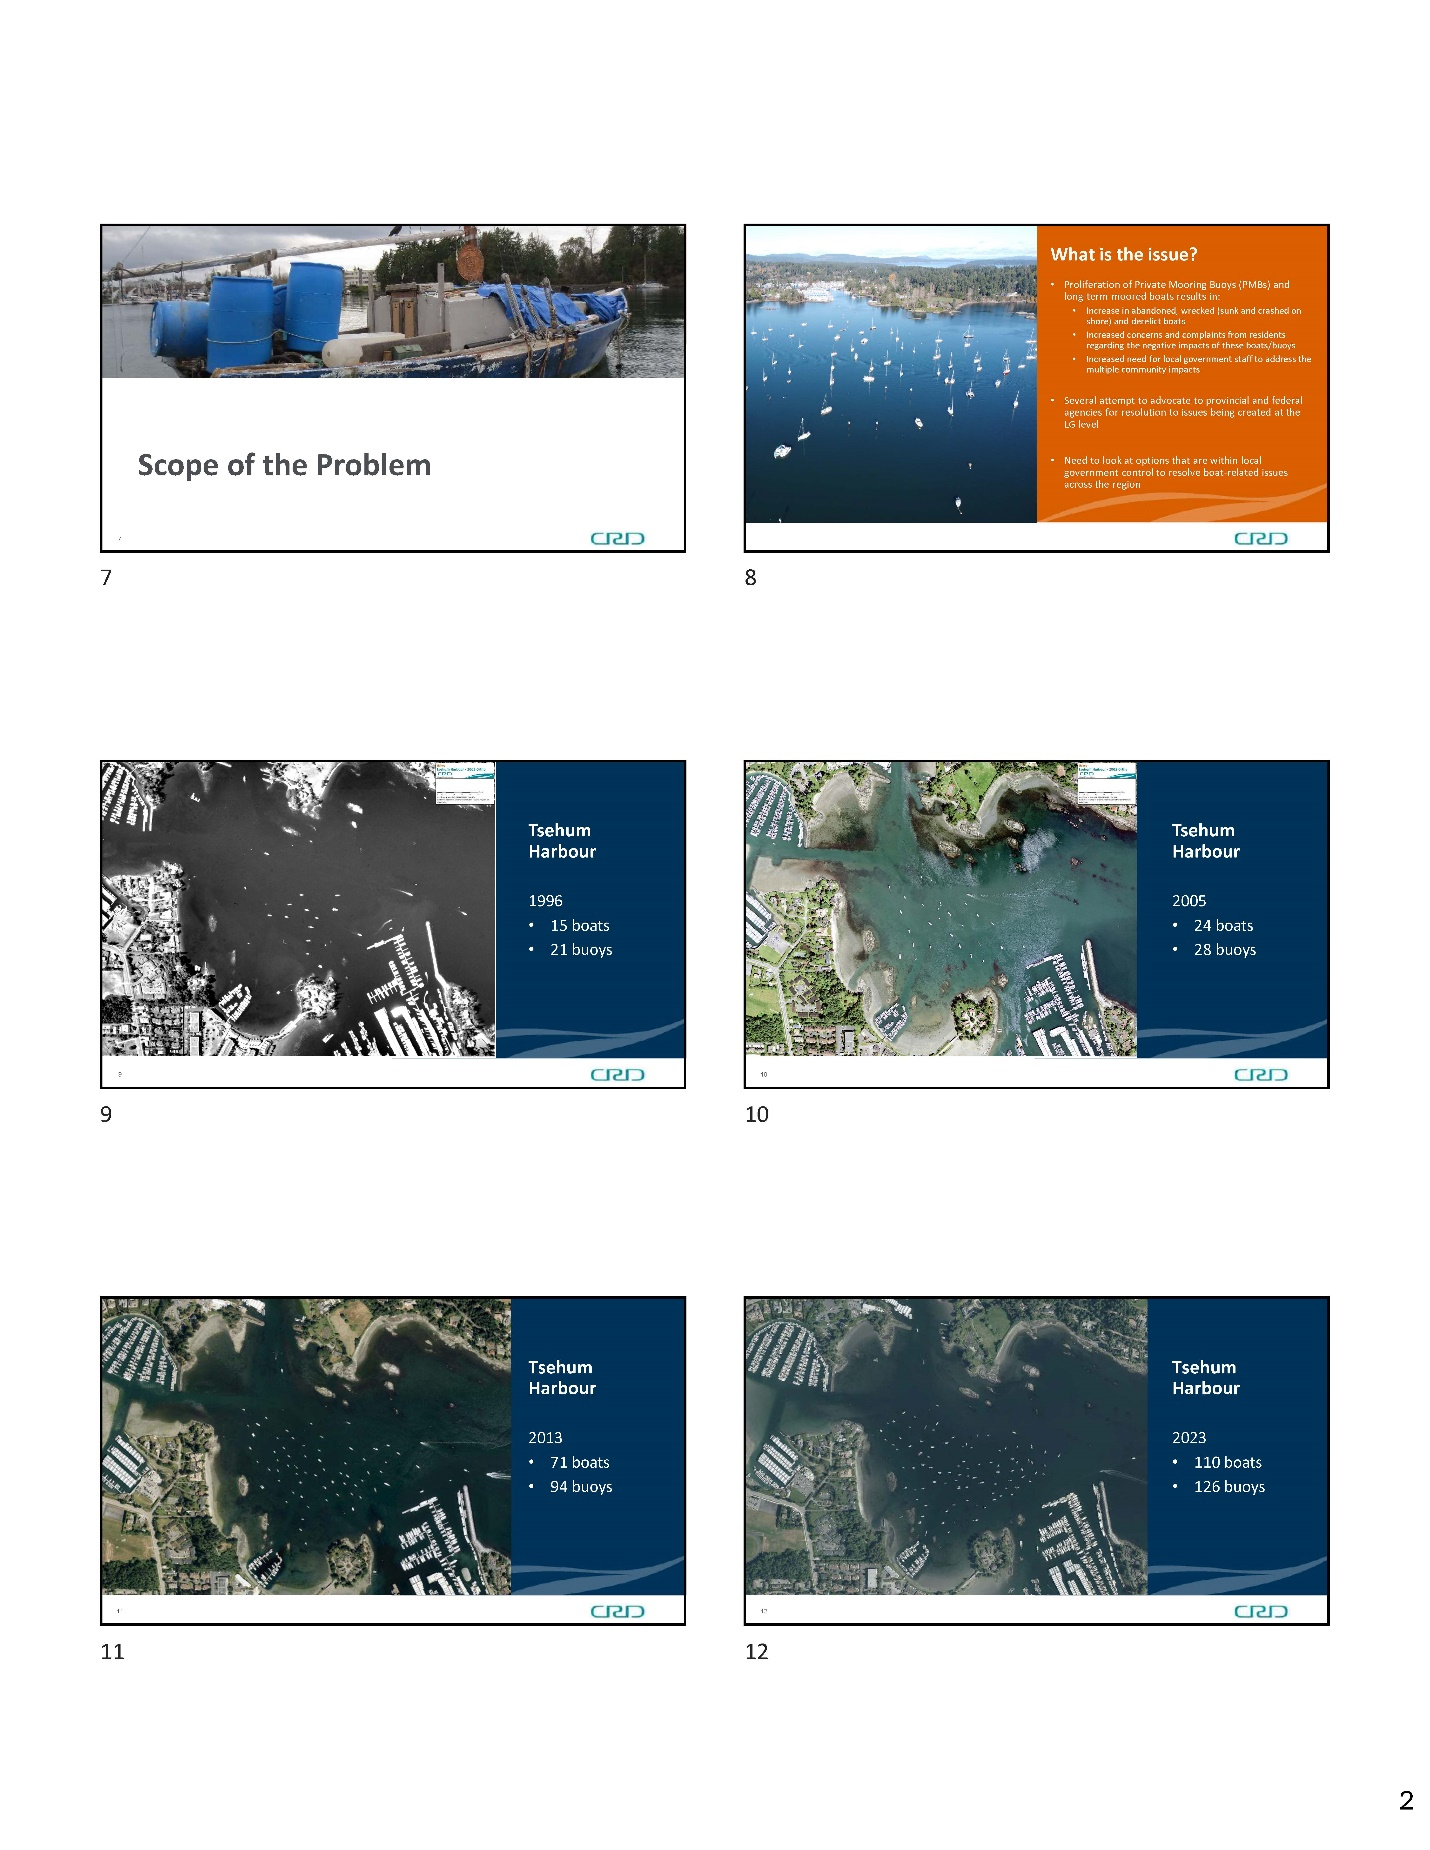 Scope of the Problem
CRD
7
What is the issue?
• Proliferation of Private Mooring Buoys (PMBs) and
long term moored boats results in:
• Increase in abandoned, wrecked (sunk and crashed on
shore) and derelict boats
• Increased concerns and complaints from residents
regarding the negative impacts of these boats/buoys
• Increased need for local government staff to address the
multiple community impacts
• Several attempt to advocate to provincial and federal
agencies for resolution to issues being created at the
LG level
• Need to look at options that are within local
government control to resolve boat-related issues
across the region
CRD
8
Tsehum
Harbour
1996
• 15 boats
• 21 buoys
9
CRD
9
Tsehum
Harbour
2005
• 24 boats
• 28 buoys
10
CRD
10
Tsehum
Harbour
2013
• 71 boats
• 94 buoys
11
CRD
11
Tsehum
Harbour
2023
• 110 boats
• 126 buoys
12
CRD
12
2